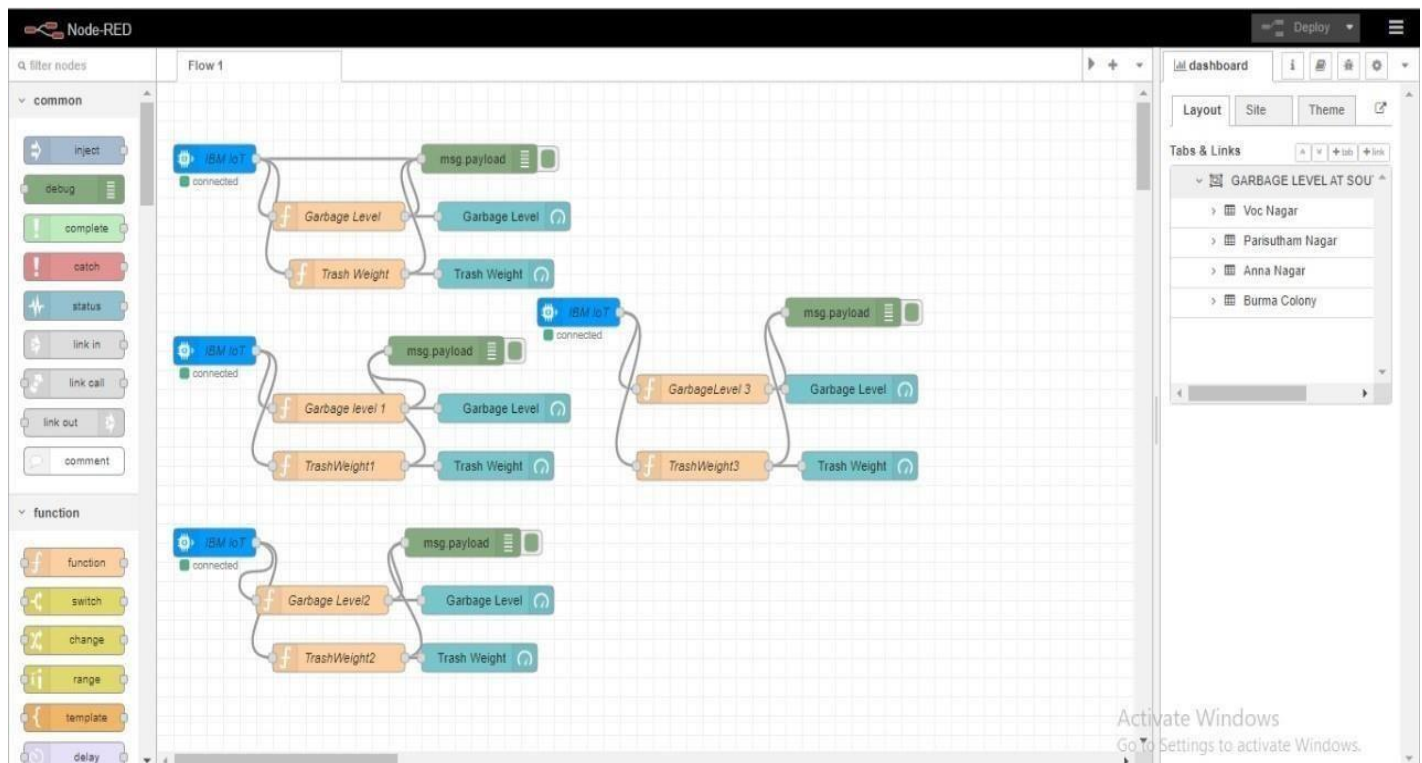 Node-RED
Deploy
filter nodes
Flow 1
dashboard
common
inject
debug
complete
catch
status
link in
link call
link out
comment
function
function
switch
change
range
template
delay
IBM IoT
connected
msg.payload
Garbage Level
Garbage Level
Trash Weight
Trash Weight
IBM IoT
connected
msg.payload
Garbage level 1
Garbage Level
TrashWeight1
Trash Weight
IBM IoT
connected
msg.payload
GarbageLevel 3
Garbage Level
TrashWeight3
Trash Weight
IBM IoT
connected
msg.payload
Garbage Level2
Garbage Level
TrashWeight2
Trash Weight
Layout
Site
Theme
Tabs & Links
+tab
+link
GARBAGE LEVEL AT SOU
Voc Nagar
Parisutham Nagar
Anna Nagar
Burma Colony
Activate Windows
Go to Settings to activate Windows.